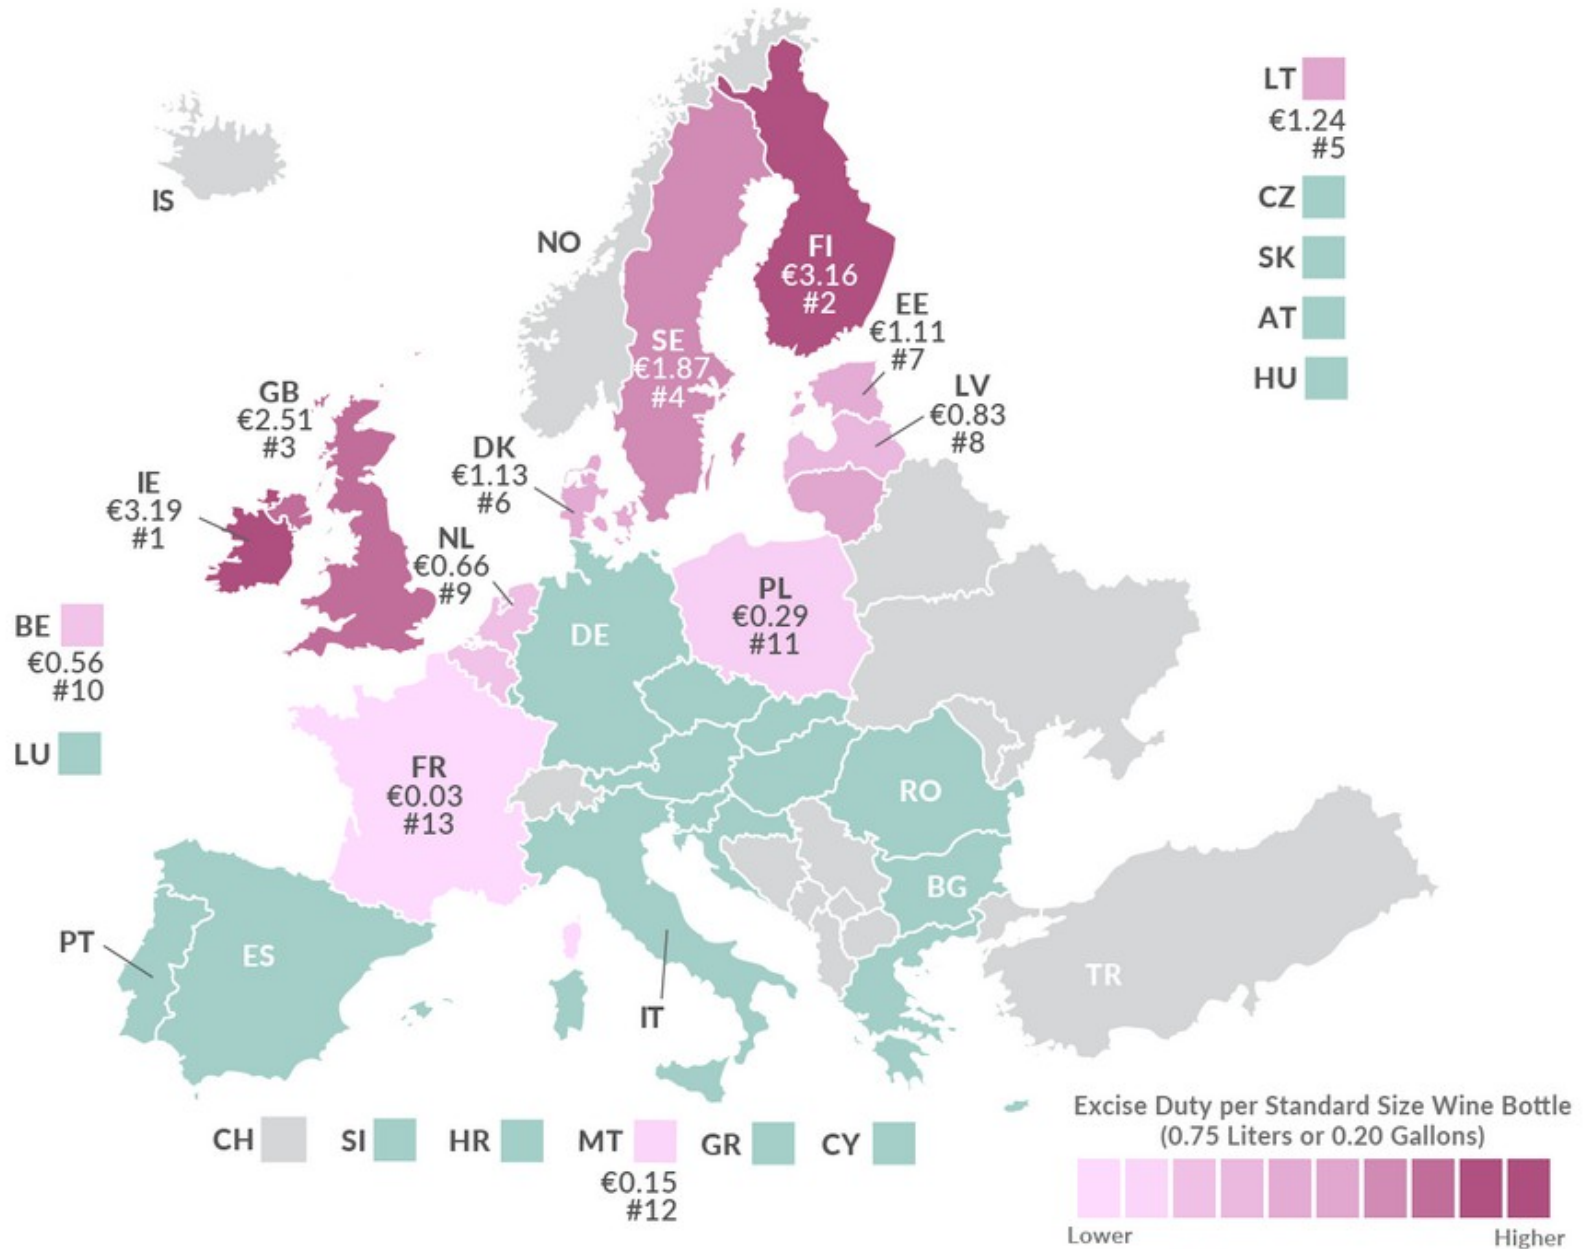 LT
€1.24
#5
CZ
SK
AT
HU
IS
NO
FI
€3.16
#2
EE
€1.11
#7
SE
€1.87
#4
LV
€0.83
#8
GB
€2.51
#3
DK
€1.13
#6
IE
€3.19
#1
NL
€0.66
#9
BE
€0.56
#10
PL
€0.29
#11
DE
LU
FR
€0.03
#13
RO
BG
PT
ES
IT
TR
CH
SI
HR
MT
€0.15
#12
GR
CY
Excise Duty per Standard Size Wine Bottle
(0.75 Liters or 0.20 Gallons)
Lower
Higher